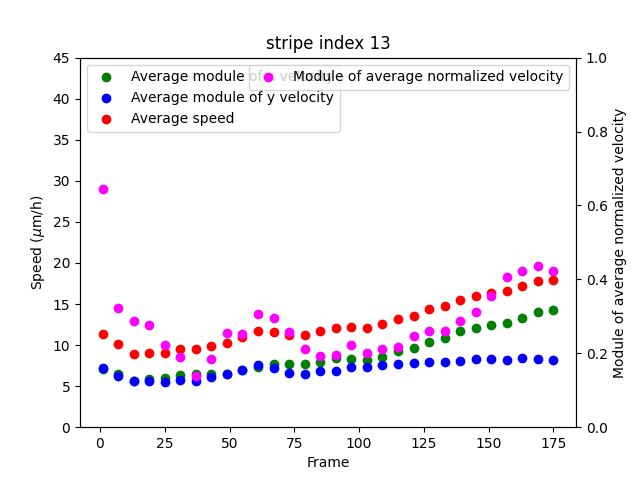 stripe index 13
Average module of x velocity
Average module of y velocity
Average speed
Module of average normalized velocity
Speed (μm/h)
45
40
35
30
25
20
15
10
5
0
1.0
0.8
0.6
0.4
0.2
0.0
Module of average normalized velocity
0 25 50 75 100 125 150 175
Frame